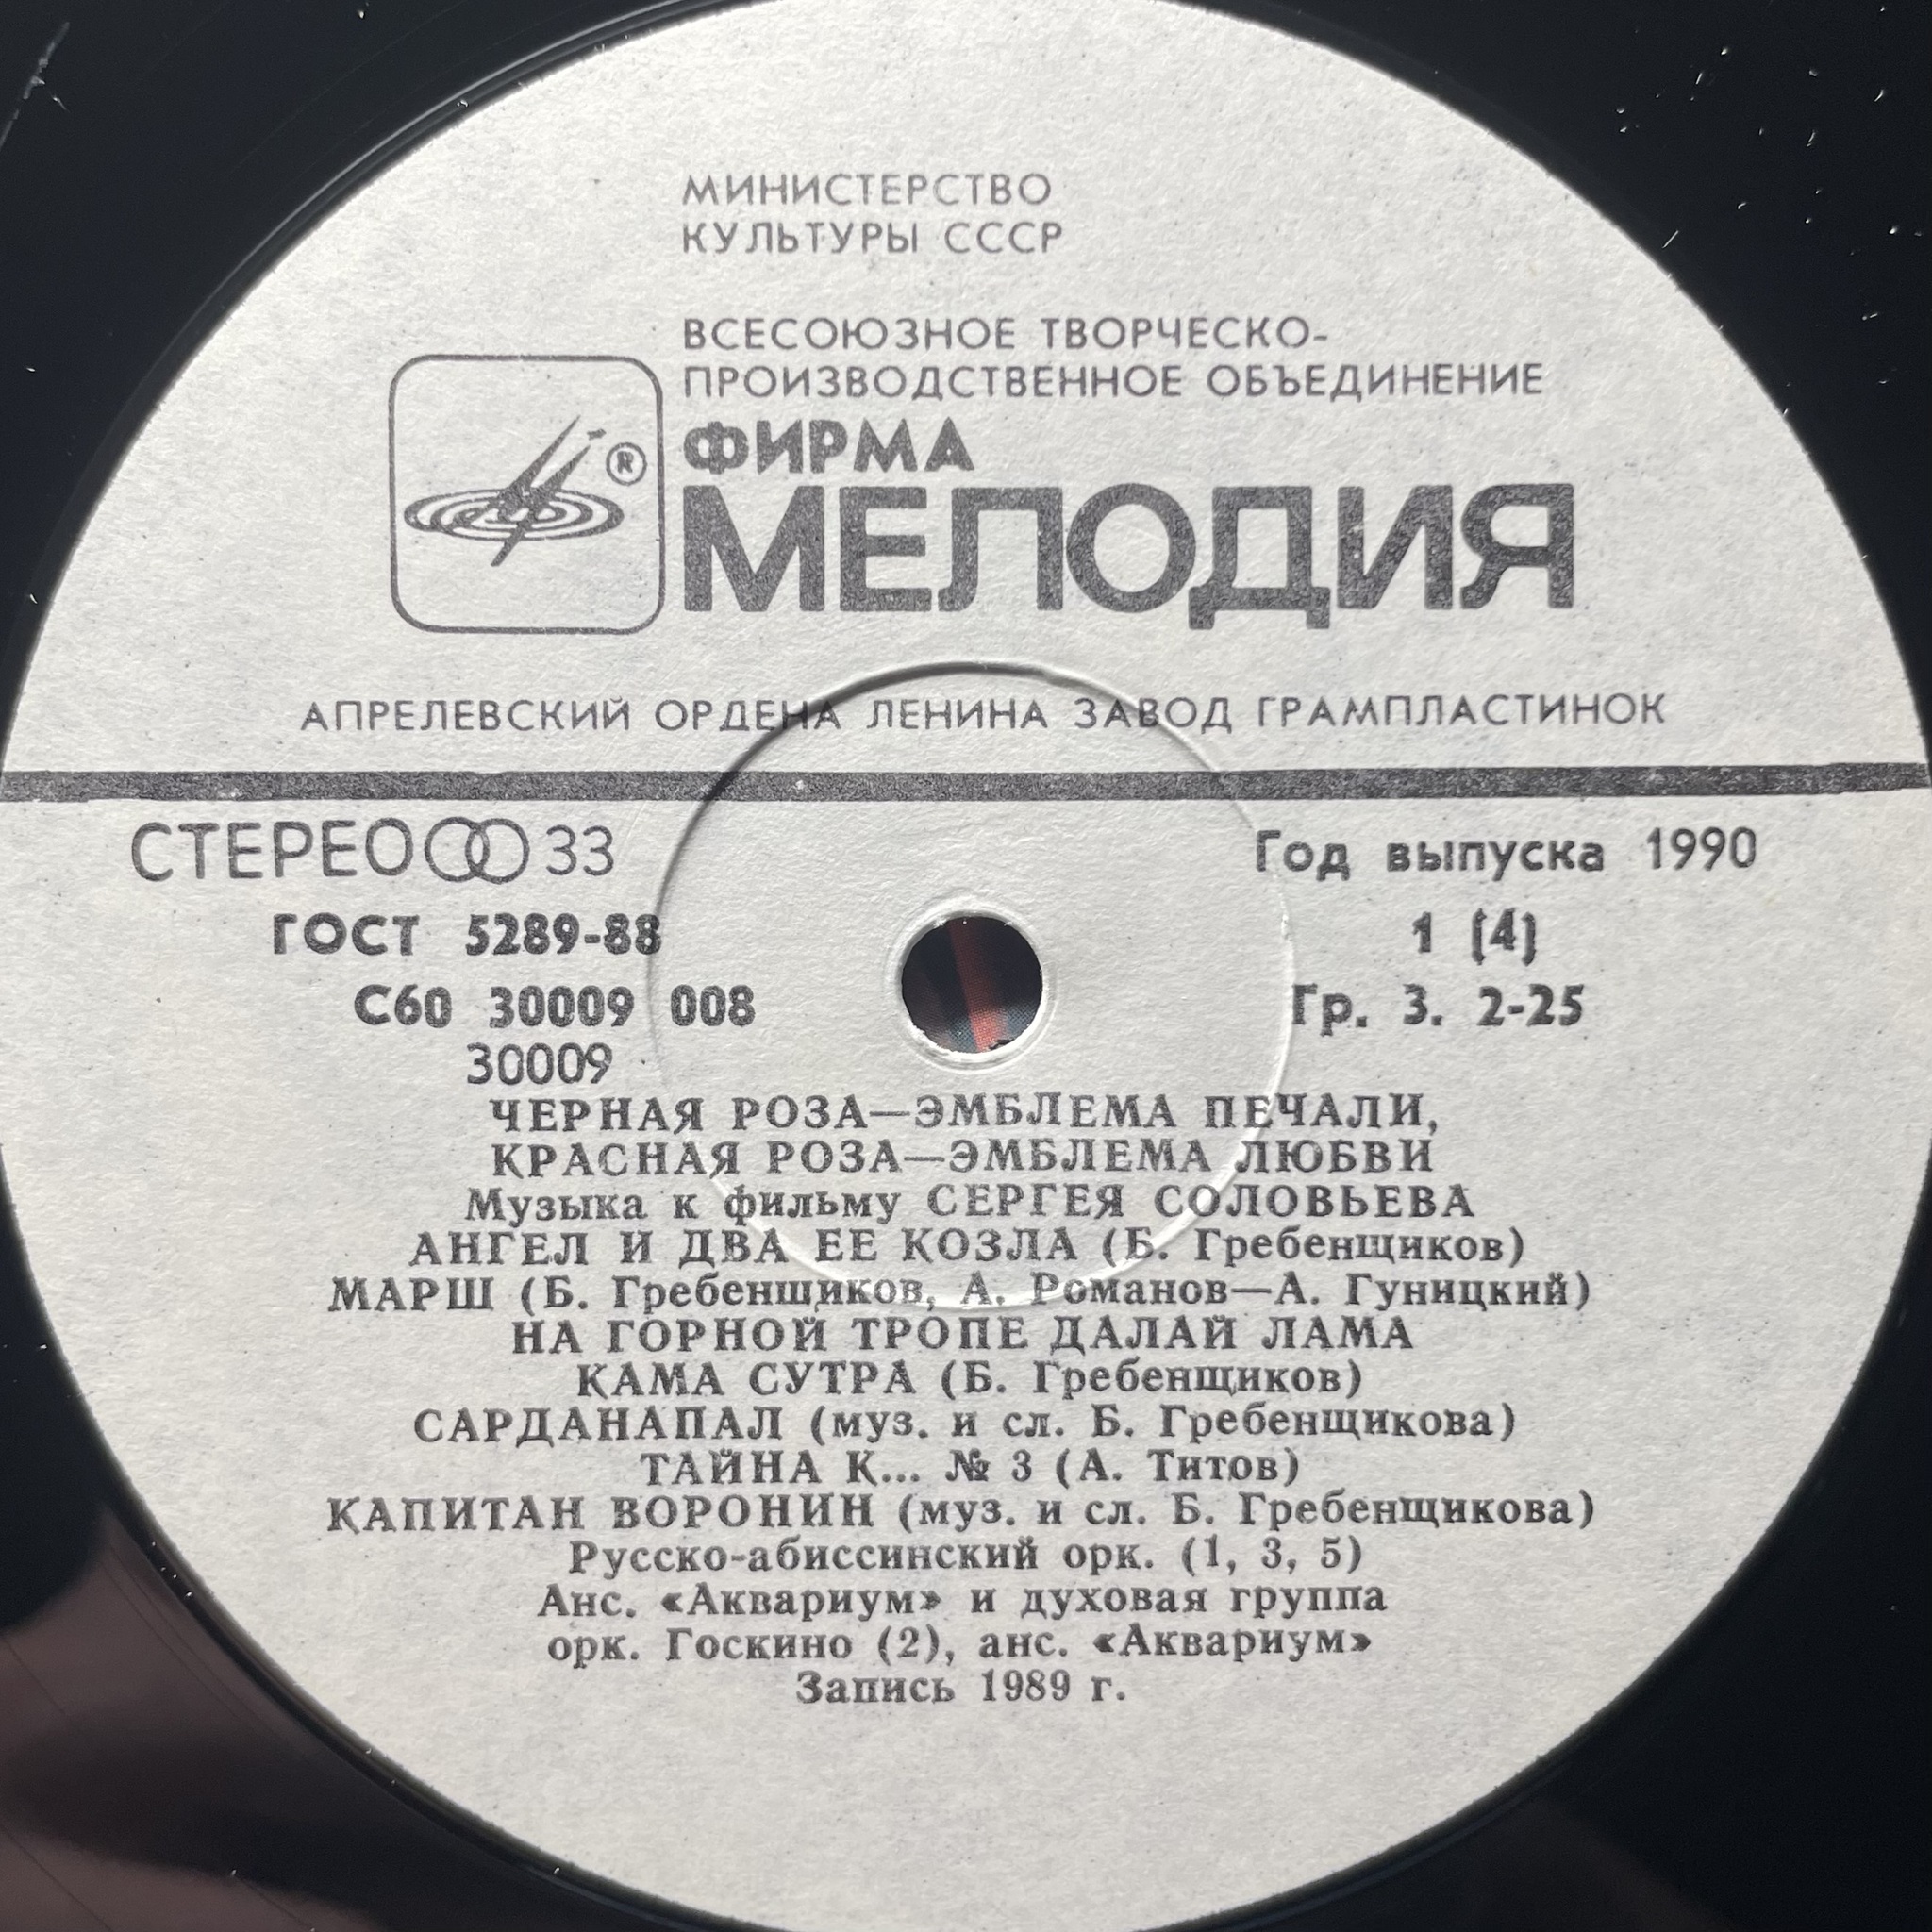 МИНИСТЕРСТВО
КУЛЬТУРЫ СССР
ВСЕСОЮЗНОЕ ТВОРЧЕСКО-
ПРОИЗВОДСТВЕННОЕ ОБЪЕДИНЕНИЕ
ФИРМА
®
МЕЛОДИЯ
АПРЕЛЕВСКИЙ ОРДЕНА ЛЕНИНА ЗАВОД ГРАМПЛАСТИНОК
СТЕРЕО 33
Год выпуска 1990
ГОСТ 5289-88
1 (4)
С60 30009 008
Гр. 3. 2-25
30009
ЧЕРНАЯ РОЗА—ЭМБЛЕМА ПЕЧАЛИ,
КРАСНАЯ РОЗА—ЭМБЛЕМА ЛЮБВИ
Музыка к фильму СЕРГЕЯ СОЛОВЬЕВА
АНГЕЛ И ДВА ЕЕ КОЗЛА (Б. Гребенщиков)
МАРШ (Б. Гребенщиков, А. Романов—А. Гуницкий)
НА ГОРНОЙ ТРОПЕ ДАЛАЙ ЛАМА
КАМА СУТРА (Б. Гребенщиков)
САРДАНАПАЛ (муз. и сл. Б. Гребенщикова)
ТАЙНА К... № 3 (А. Титов)
КАПИТАН ВОРОНИН (муз. и сл. Б. Гребенщикова)
Русско-абиссинский орк. (1, 3, 5)
Анс. «Аквариум» и духовая группа
орк. Госкино (2), анс. «Аквариум»
Запись 1989 г.